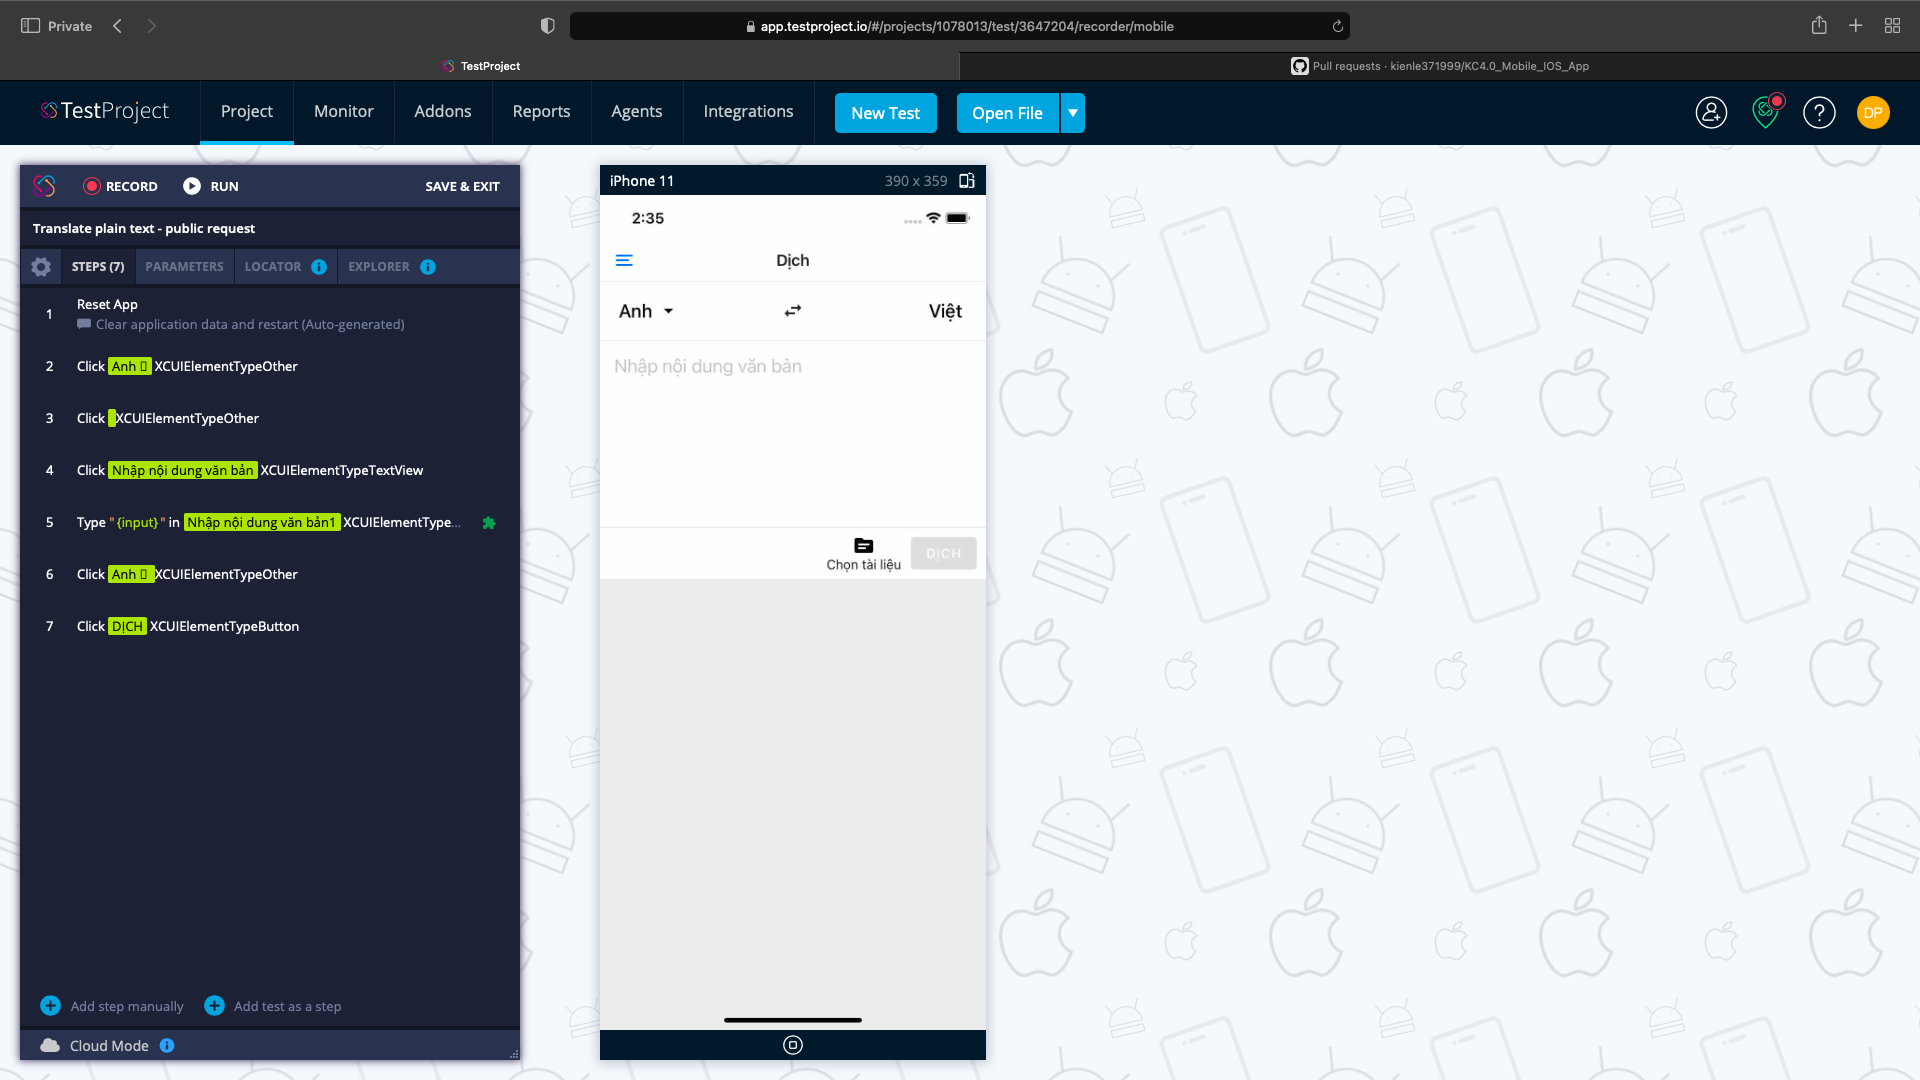 Private
app.testproject.io/#/projects/1078013/test/3647204/recorder/mobile
TestProject
Pull requests · kienle371999/KC4.0_Mobile_IOS_App
TestProject
Project
Monitor
Addons
Reports
Agents
Integrations
New Test
Open File
DP
RECORD
RUN
SAVE & EXIT
Translate plain text - public request
STEPS (7)
PARAMETERS
LOCATOR
EXPLORER
1 Reset App
Clear application data and restart (Auto-generated)
2 Click Anh XCUIElementTypeOther
3 Click XCUIElementTypeOther
4 Click Nhập nội dung văn bản XCUIElementTypeTextView
5 Type "{input}" in Nhập nội dung văn bản1 XCUIElementType...
6 Click Anh XCUIElementTypeOther
7 Click DỊCH XCUIElementTypeButton
Add step manually
Add test as a step
Cloud Mode
iPhone 11
390 x 359
2:35
Dịch
Anh
Việt
Nhập nội dung văn bản
Chọn tài liệu
DỊCH